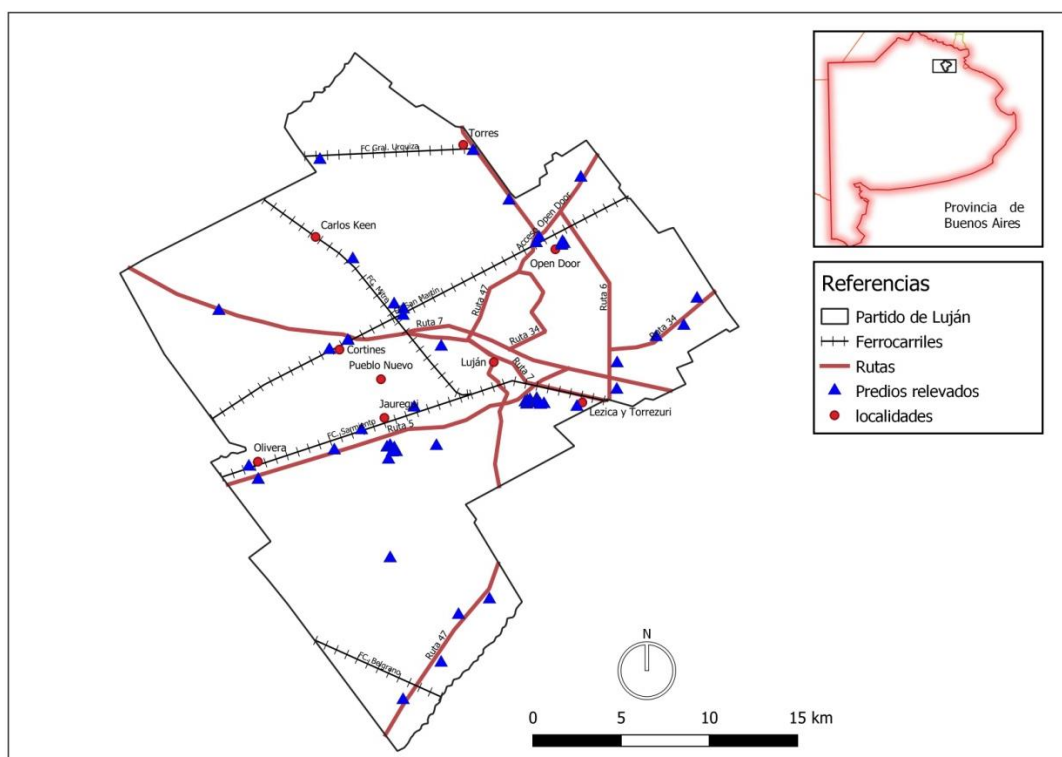 Torres
FC Gral. Urquiza
Carlos Keen
Acceso Open Door
Open Door
FC. Mitre
San Martín
Ruta 47
Ruta 6
Ruta 7
Ruta 34
Ruta 34
Cortines
Pueblo Nuevo
Luján
Ruta 7
Jauregui
Lezica y Torrezuri
FC. Sarmiento
Ruta 5
Olivera
Ruta 47
FC. Belgrano
N
0 5 10 15 km
Provincia de
Buenos Aires
Referencias
Partido de Luján
Ferrocarriles
Rutas
Predios relevados
localidades